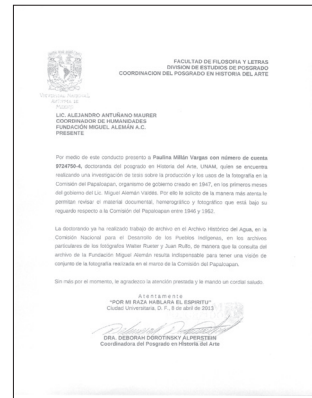 FACULTAD DE FILOSOFIA Y LETRAS
DIVISION DE ESTUDIOS DE POSGRADO
COORDINACIÓN DEL POSGRADO EN HISTORIA DEL ARTE
LIC. ALEJANDRO ANTUÑANO MAURER
COORDINADOR DE HUMANIDADES
FUNDACIÓN MIGUEL ALEMÁN A.C.
PRESENTE
Por medio de este conducto presento a Paulina Millán Vargas con número de cuenta
8724750-4, doctoranda del posgrado en Historia del Arte, UNAM, quien se encuentra
realizando una investigación de tesis sobre la producción y los usos de la fotografía en la
Comisión del Papaloapan, organismo de gobierno creado en 1947, en los primeros meses
del gobierno del Lic. Miguel Alemán Valdés. Por ello le solicito de la manera más atenta le
permitan revisar el material documental, hemerográfico y fotográfico que está bajo su
resguardo respecto a la Comisión del Papaloapan entre 1946 y 1952.
La doctoranda ya ha realizado trabajo de archivo en el Archivo Histórico del Agua, en la
Comisión Nacional para el Desarrollo de los Pueblos Indígenas, en los archivos
particulares de los fotógrafos Walter Reuter y Juan Rulfo, de manera que la consulta del
archivo de la Fundación Miguel Alemán resulta indispensable para tener una visión de
conjunto de la fotografía realizada en el marco de la Comisión del Papaloapan.
Sin más por el momento, le agradezco la atención prestada y le mando un cordial saludo.
Atentamente
"POR MI RAZA HABLARA EL ESPIRITU"
Ciudad Universitaria, D. F., 8 de abril de 2013
DRA. DEBORAH DOROTINSKY ALPERSTEIN
Coordinadora del Posgrado en Historia del Arte